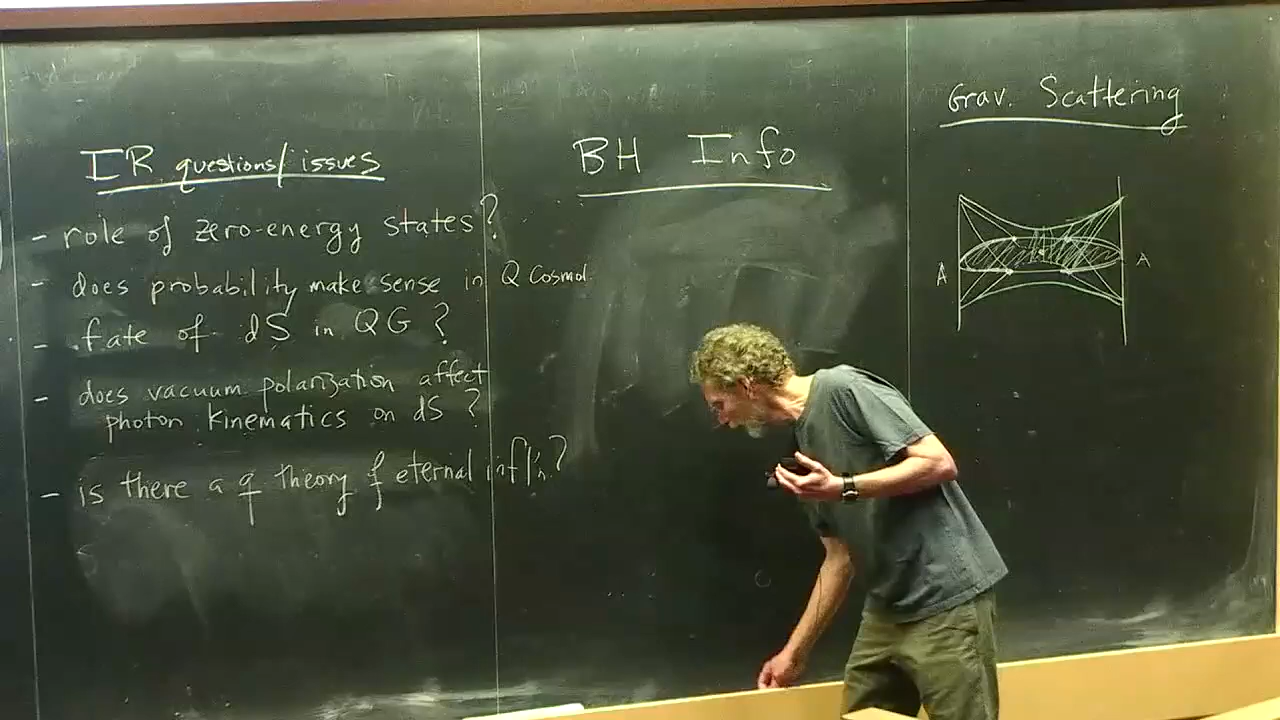 IR questions/issues
- role of zero-energy states?
- does probability make sense in Q Cosmol.
- fate of dS in QG ?
- does vacuum polarization affect
photon kinematics on dS ?
- is there a q theory of eternal infl'n ?
BH Info
Grav. Scattering
A A